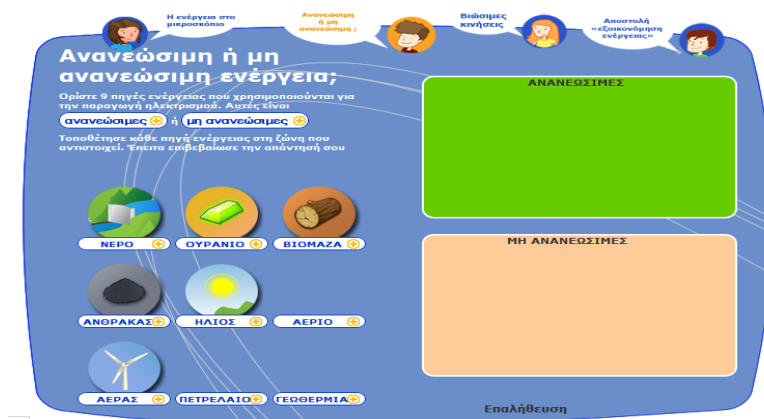 Η ενέργεια στο
μικροσκόπιο
Ανανεώσιμη
ή μη
ανανεώσιμη ;
Βιώσιμες
κινήσεις
Αποστολή
«εξοικονόμηση
ενέργειας»
Ανανεώσιμη ή μη
ανανεώσιμη ενέργεια;
Ορίστε 9 πηγές ενέργειας που χρησιμοποιούνται για
την παραγωγή ηλεκτρισμού. Αυτές είναι
ανανεώσιμες ή μη ανανεώσιμες
Τοποθέτησε κάθε πηγή ενέργειας στη ζώνη που
αντιστοιχεί. Έπειτα επιβεβαίωσε την απάντησή σου
ΝΕΡΟ ΟΥΡΑΝΙΟ ΒΙΟΜΑΖΑ
ΑΝΘΡΑΚΑΣ ΗΛΙΟΣ ΑΕΡΙΟ
ΑΕΡΑΣ ΠΕΤΡΕΛΑΙΟ ΓΕΩΘΕΡΜΙΑ
ΑΝΑΝΕΩΣΙΜΕΣ
ΜΗ ΑΝΑΝΕΩΣΙΜΕΣ
Επαλήθευση